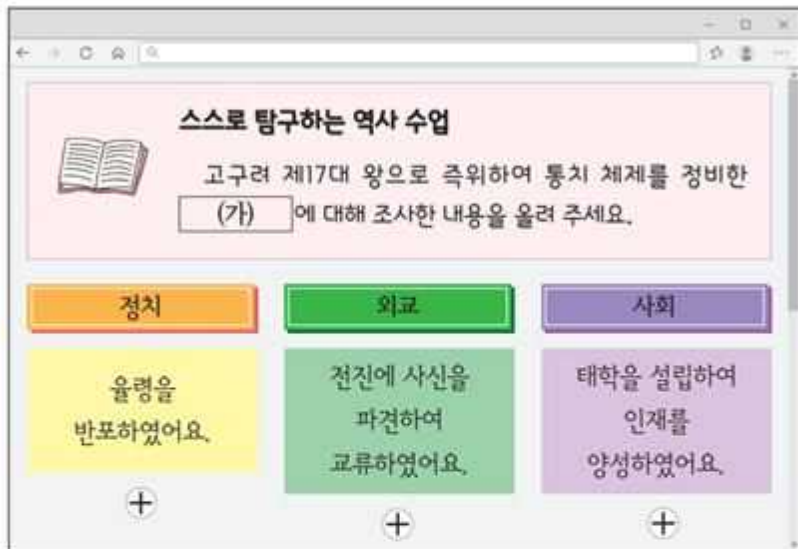 스스로 탐구하는 역사 수업
고구려 제17대 왕으로 즉위하여 통치 체제를 정비한
(가)에 대해 조사한 내용을 올려 주세요.
정치
외교
사회
율령을
반포하였어요.
전진에 사신을
파견하여
교류하였어요.
태학을 설립하여
인재를
양성하였어요.